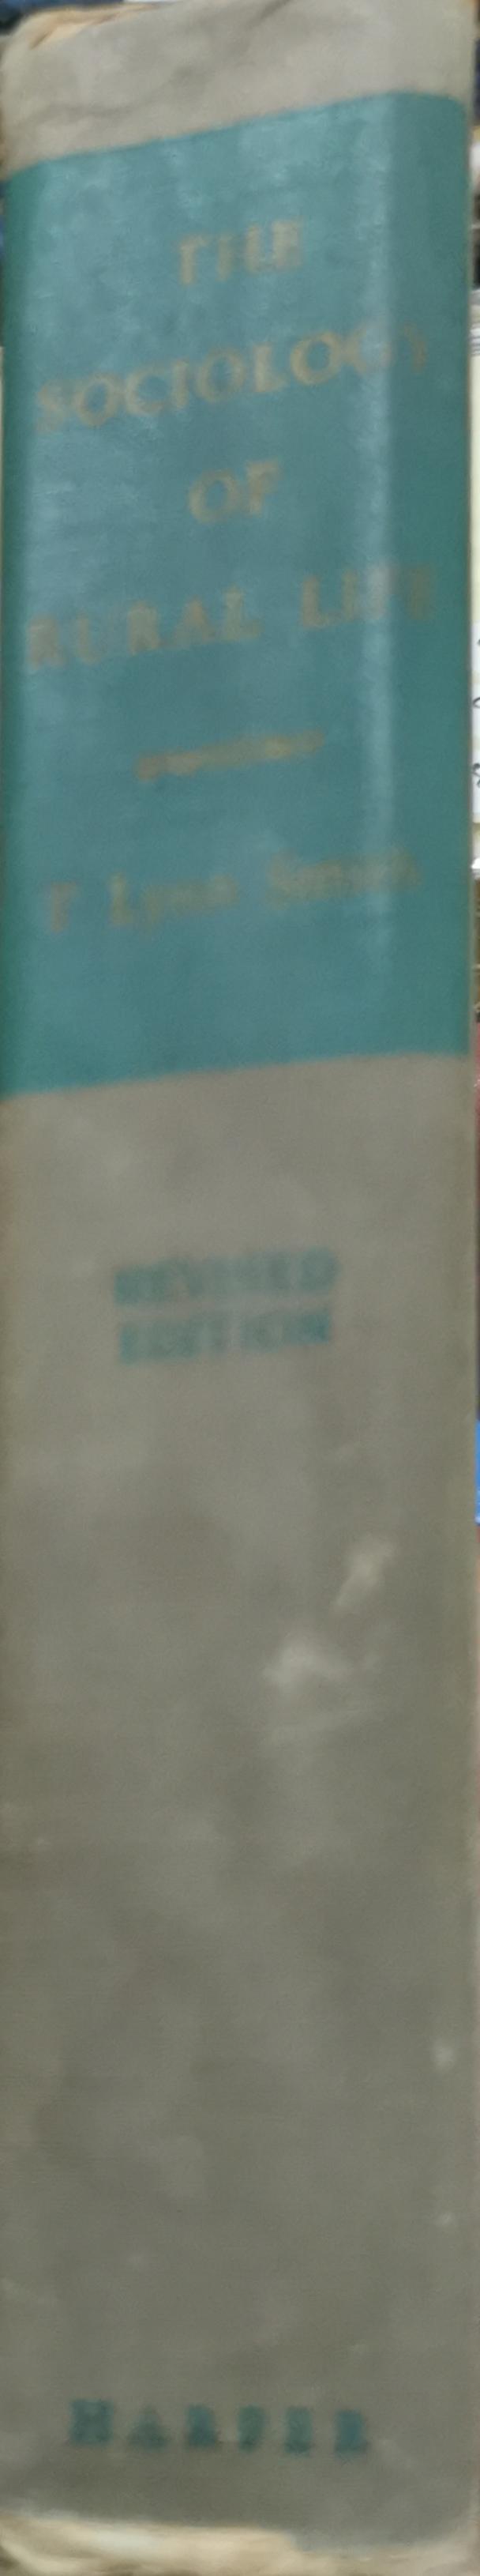 THE
SOCIOLOGY
OF
RURAL LIFE
T Lynn Smith
REVISED
EDITION
HARPER